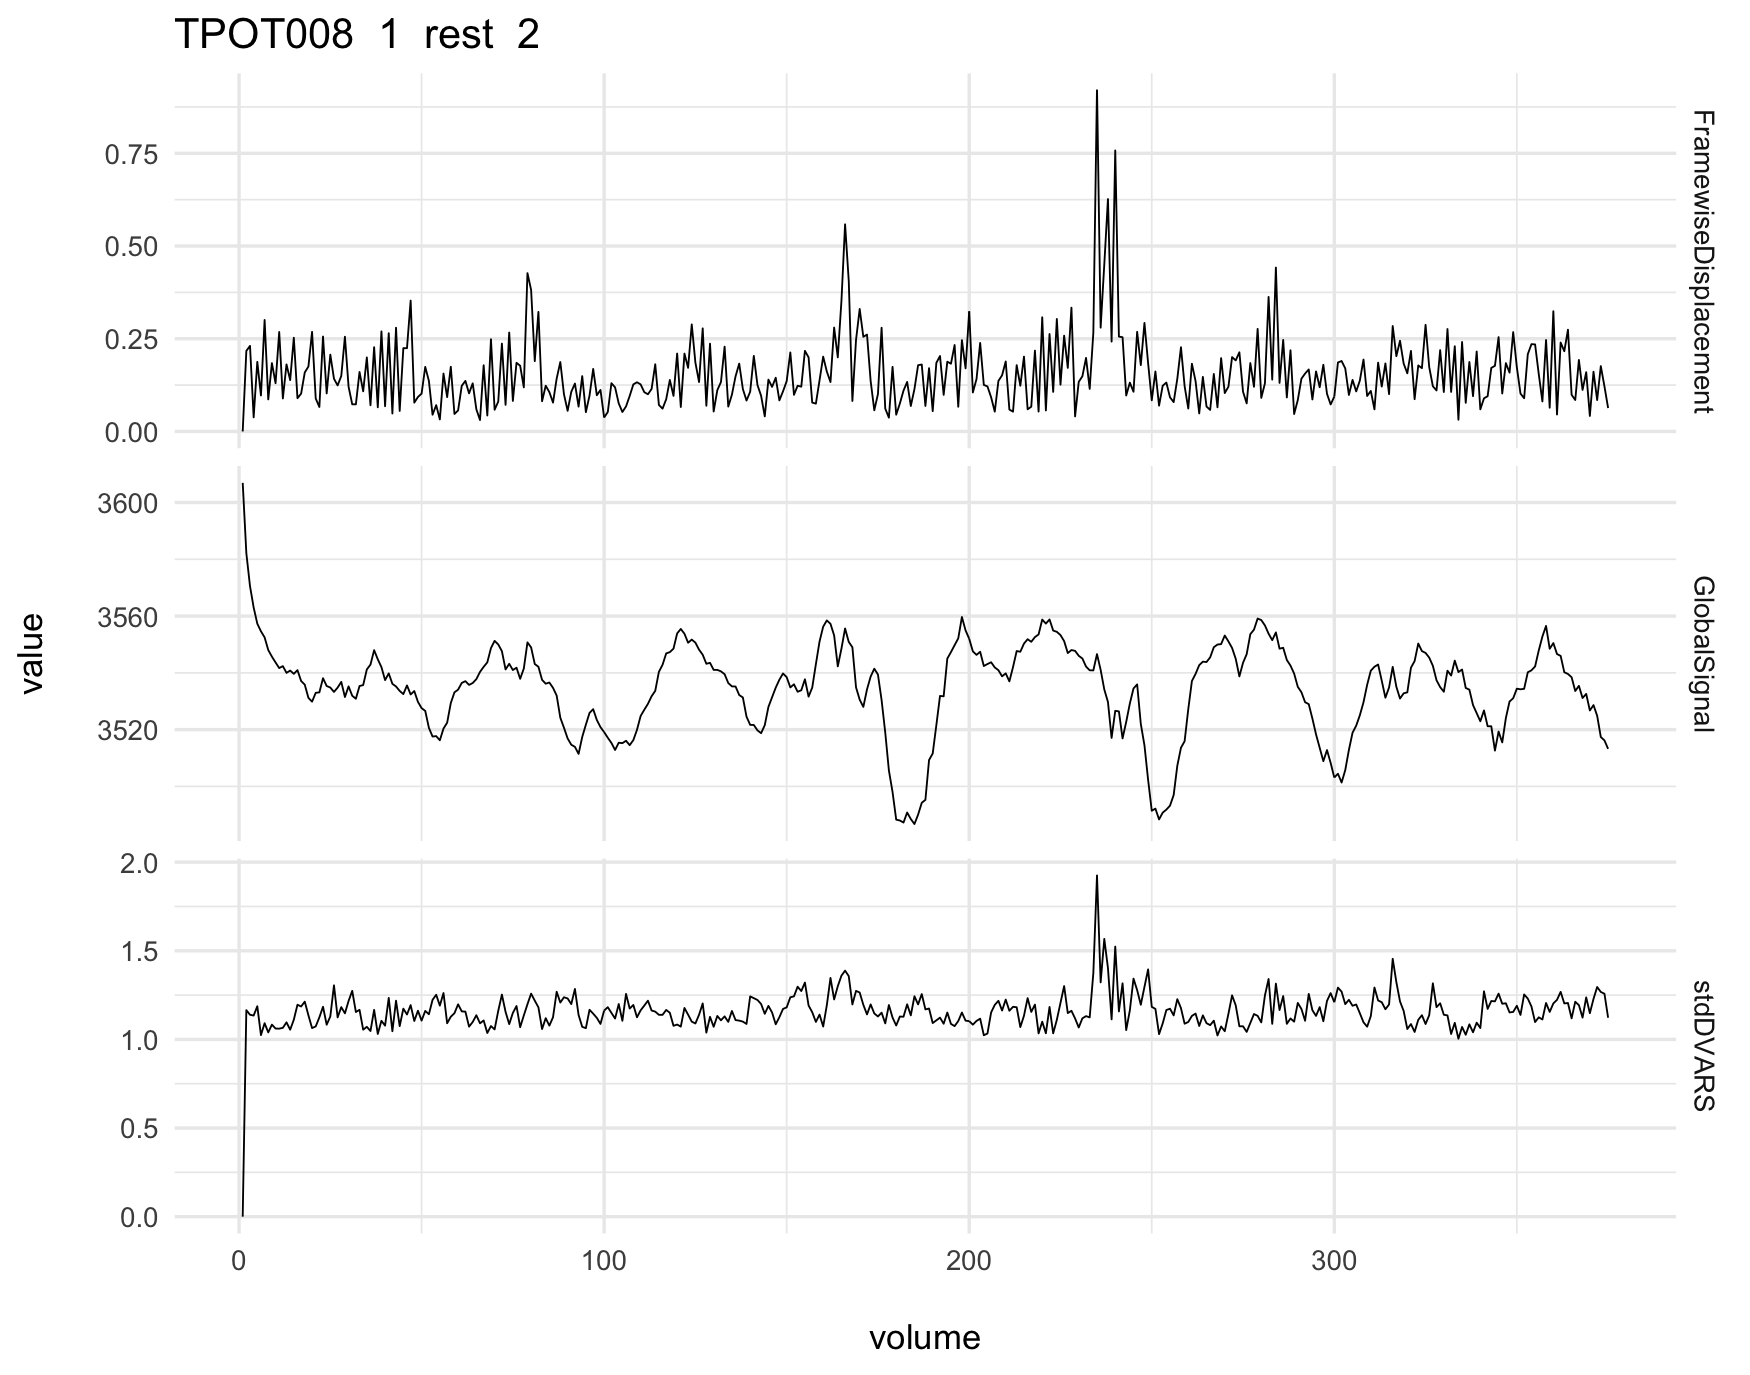 TPOT008 1 rest 2
0.75
0.50
0.25
0.00
FramewiseDisplacement
3600
3560
3520
GlobalSignal
2.0
1.5
1.0
0.5
0.0
stdDVARS
value
0 100 200 300
volume